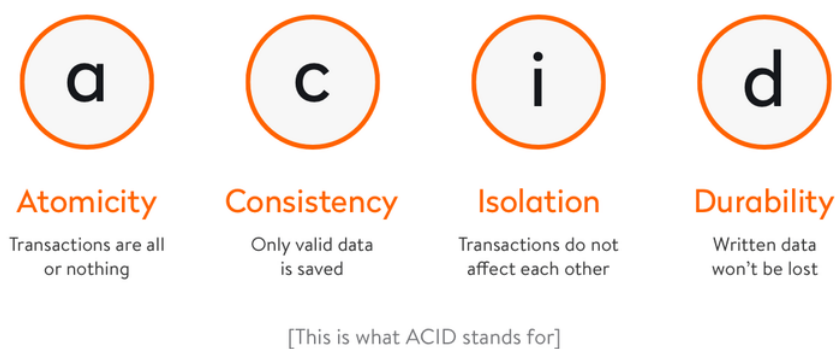 a c i d
Atomicity Consistency Isolation Durability
Transactions are all
or nothing
Only valid data
is saved
Transactions do not
affect each other
Written data
won't be lost
[This is what ACID stands for]